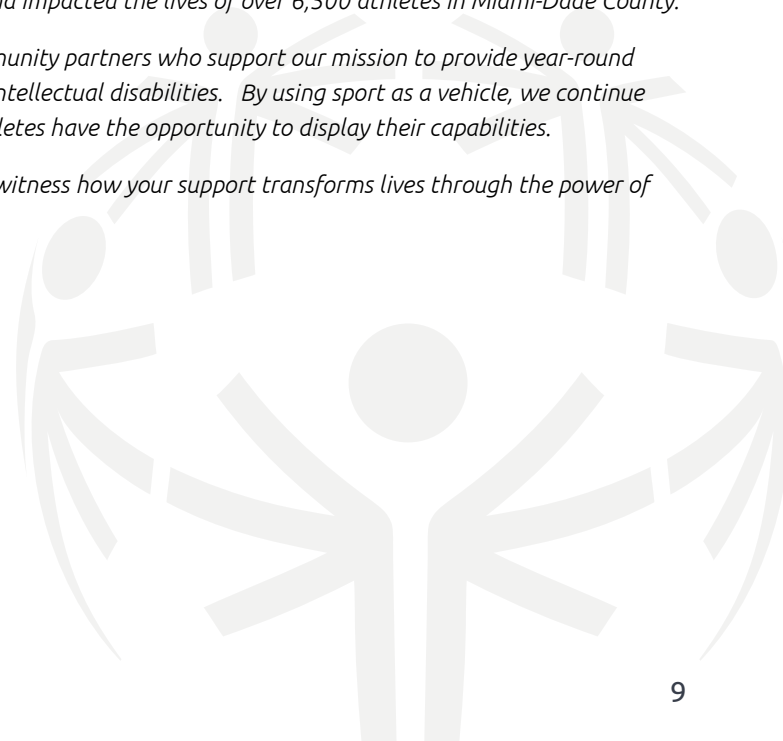 impacted the lives of over 6,500 athletes in Miami-Dade County.
munity partners who support our mission to provide year-round
ntellectual disabilities. By using sport as a vehicle, we continue
letes have the opportunity to display their capabilities.
witness how your support transforms lives through the power of
9